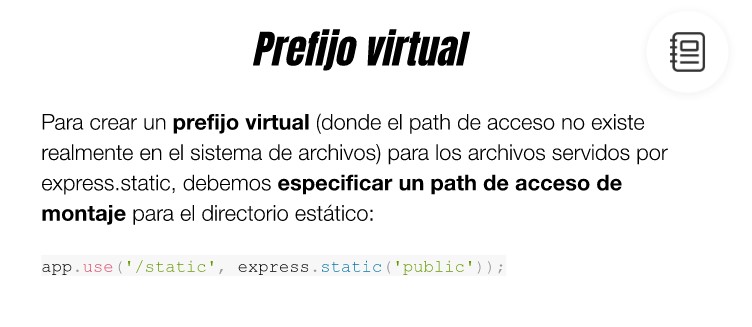 Prefijo virtual
Para crear un prefijo virtual (donde el path de acceso no existe
realmente en el sistema de archivos) para los archivos servidos por
express.static, debemos especificar un path de acceso de
montaje para el directorio estático:
app.use('/static', express.static('public'));